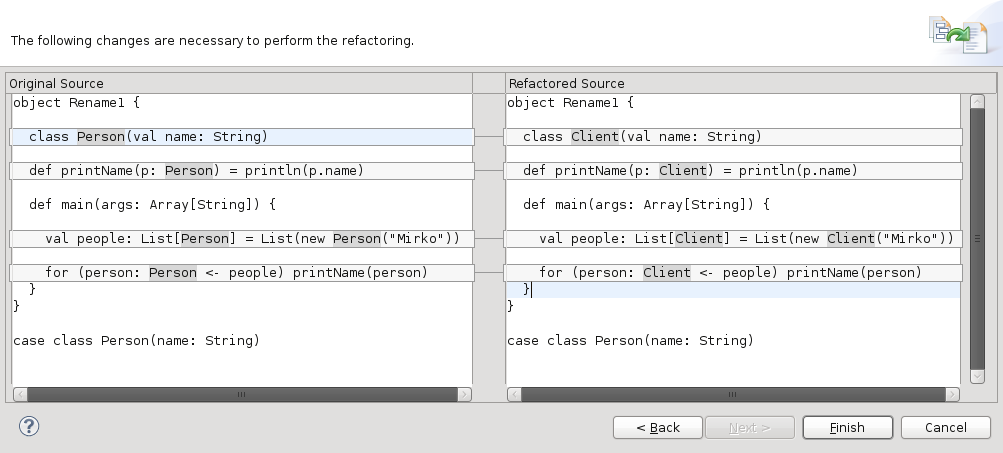 The following changes are necessary to perform the refactoring.
Original Source
object Rename1 {
class Person(val name: String)
def printName(p: Person) = println(p.name)
def main(args: Array[String]) {
val people: List[Person] = List(new Person("Mirko"))
for (person: Person <- people) printName(person)
}
}
case class Person(name: String)
Refactored Source
object Rename1 {
class Client(val name: String)
def printName(p: Client) = println(p.name)
def main(args: Array[String]) {
val people: List[Client] = List(new Client("Mirko"))
for (person: Client <- people) printName(person)
}
}
case class Person(name: String)
?
< Back
Next >
Finish
Cancel